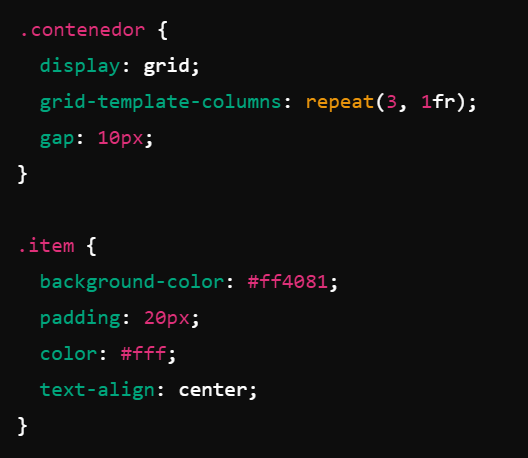 .contenedor {
  display: grid;
  grid-template-columns: repeat(3, 1fr);
  gap: 10px;
}

.item {
  background-color: #ff4081;
  padding: 20px;
  color: #fff;
  text-align: center;
}